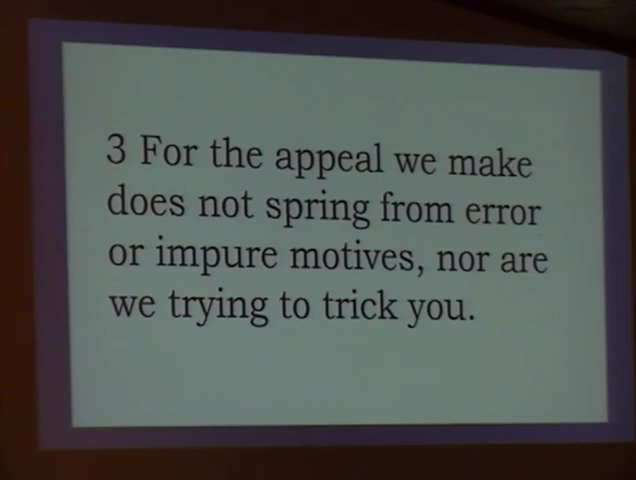 3 For the appeal we make
does not spring from error
or impure motives, nor are
we trying to trick you.